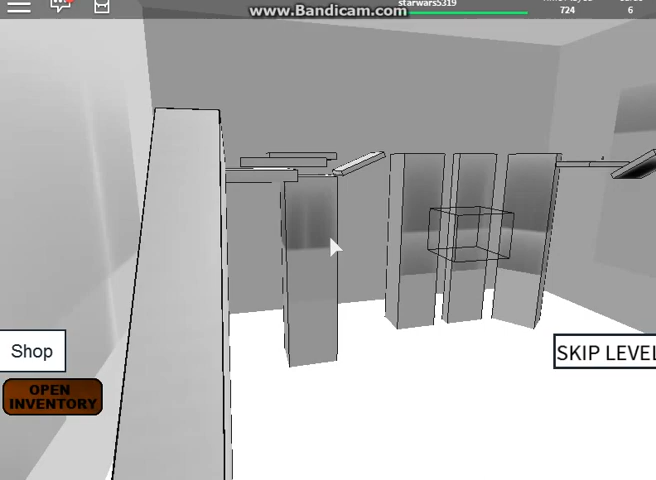 www.Bandicam.com
starwars5319
724
6
Shop
OPEN
INVENTORY
SKIP LEVEL